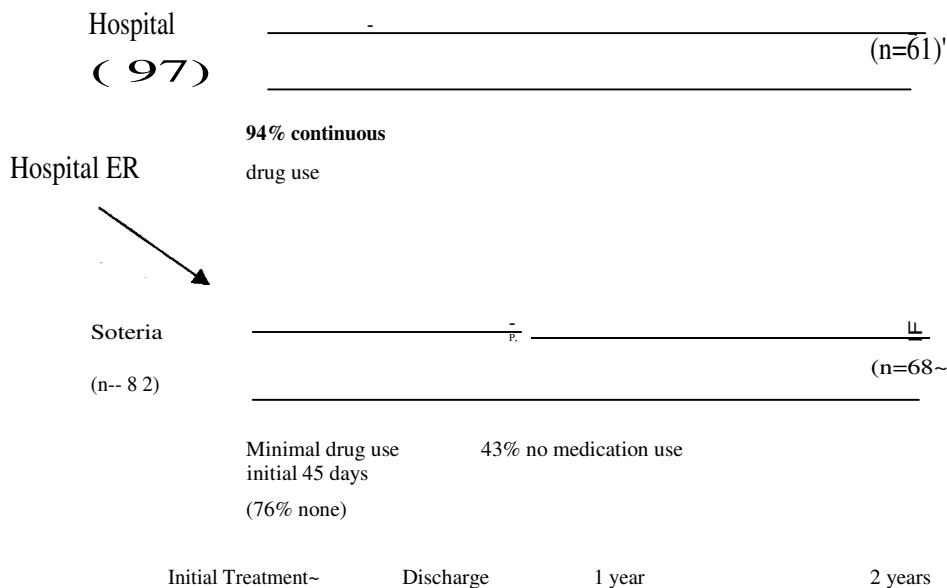 Hospital
(n=61)'
( 97)
94% continuous
Hospital ER
drug use
Soteria
P,
(n=68~
(n-- 8 2)
Minimal drug use 43% no medication use
initial 45 days
(76% none)
Initial Treatment~ Discharge 1 year 2 years